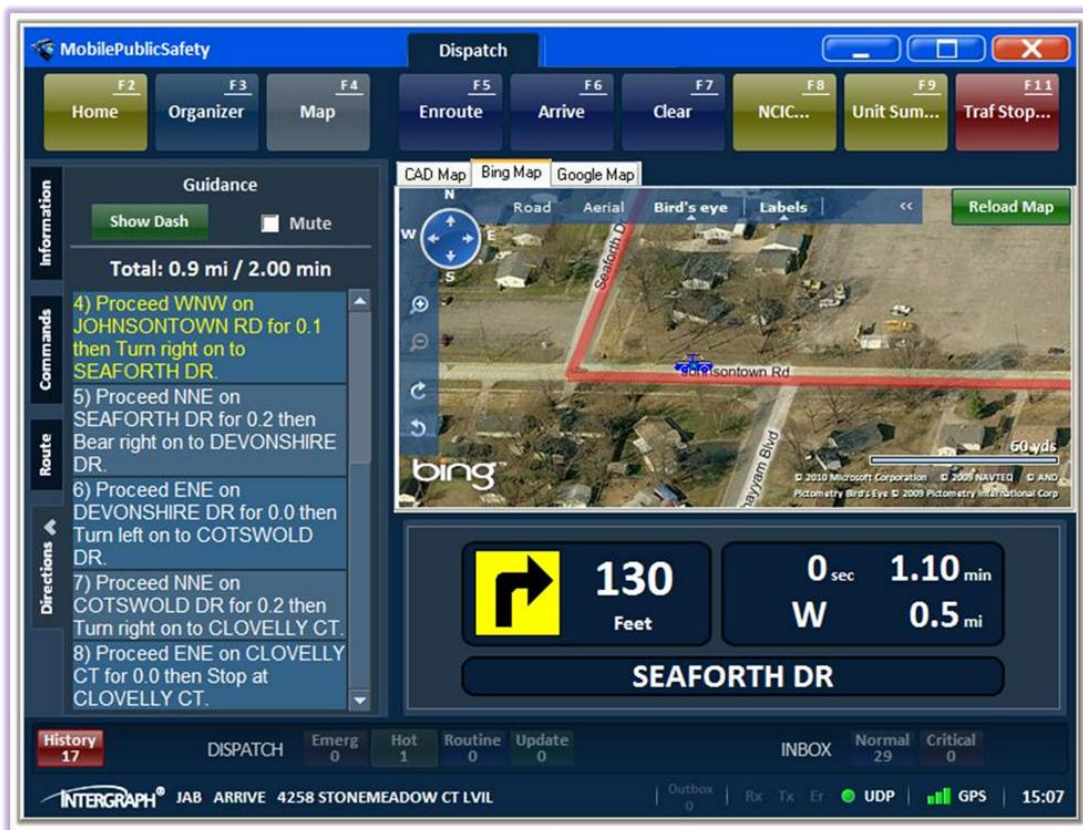 MobilePublicSafety
Dispatch
F2
Home
F3
Organizer
F4
Map
F5
Enroute
F6
Arrive
F7
Clear
F8
NCIC...
F9
Unit Sum...
F11
Traf Stop...
Information
Commands
Route
Directions
Guidance
Show Dash
Mute
Total: 0.9 mi / 2.00 min
4) Proceed WNW on
JOHNSONTOWN RD for 0.1
then Turn right on to
SEAFORTH DR.
5) Proceed NNE on
SEAFORTH DR for 0.2 then
Bear right on to DEVONSHIRE
DR.
6) Proceed ENE on
DEVONSHIRE DR for 0.0 then
Turn left on to COTSWOLD
DR.
7) Proceed NNE on
COTSWOLD DR for 0.2 then
Turn right on to CLOVELLY CT.
8) Proceed ENE on CLOVELLY
CT for 0.0 then Stop at
CLOVELLY CT.
CAD Map Bing Map Google Map
N
W E
S
Road Aerial Bird's eye Labels <<
Reload Map
Seaforth Dr
Johnsontown Rd
ayyam Blvd
60 yds
bing
© 2010 Microsoft Corporation © 2009 NAVTEQ © AND
Pictometry Bird's Eye © 2009 Pictometry International Corp
130
Feet
0 sec 1.10 min
W 0.5 mi
SEAFORTH DR
History
17
DISPATCH
Emerg
0
Hot
1
Routine
0
Update
0
INBOX
Normal
29
Critical
0
INTERGRAPH® JAB ARRIVE 4258 STONEMEADOW CT LVIL
Outbox
0
Rx Tx Er UDP GPS 15:07